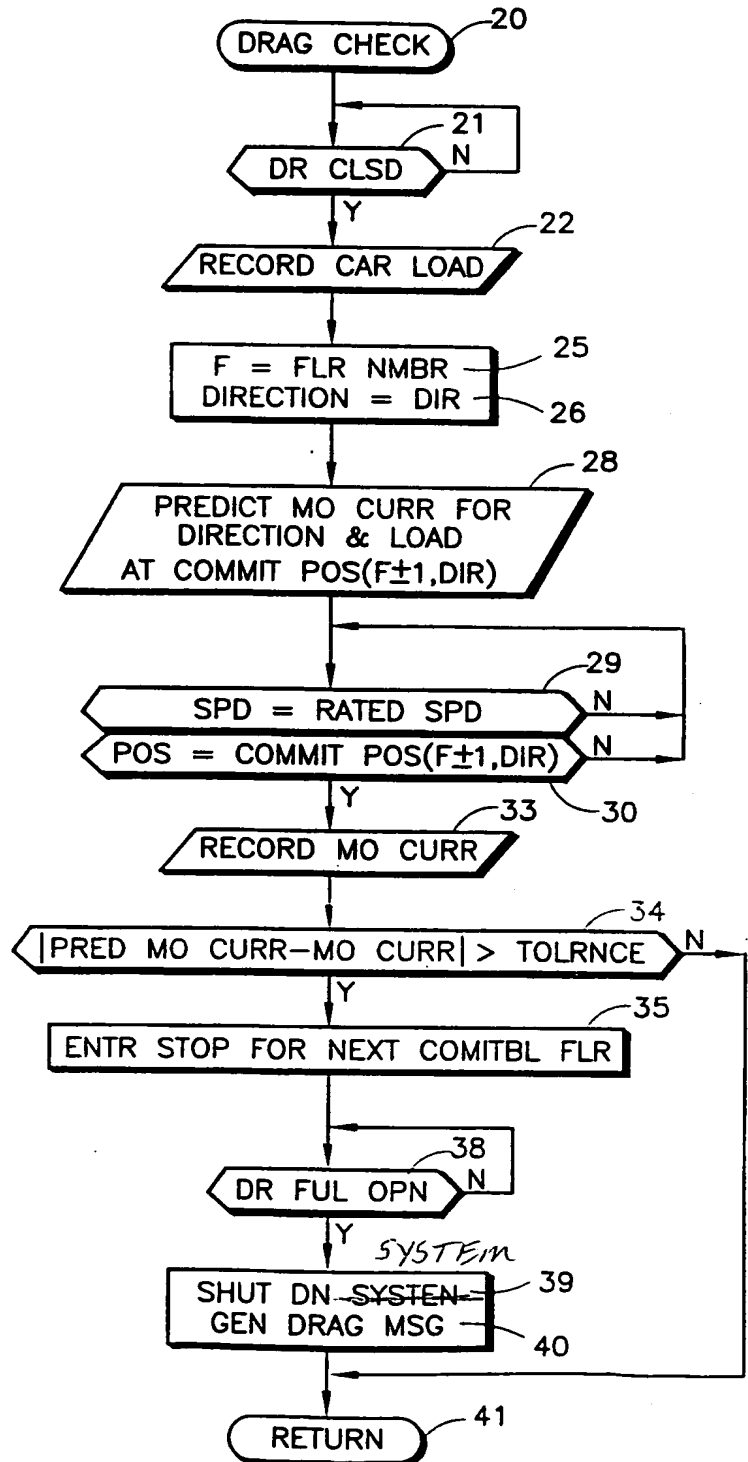 DRAG CHECK 20
21
DR CLSD N
Y
22
RECORD CAR LOAD
F = FLR NMBR 25
DIRECTION = DIR 26
28
PREDICT MO CURR FOR
DIRECTION & LOAD
AT COMMIT POS(F±1,DIR)
29
SPD = RATED SPD N
POS = COMMIT POS(F±1,DIR) N
Y 30
33
RECORD MO CURR
34
|PRED MO CURR−MO CURR| > TOLRNCE N
Y
35
ENTR STOP FOR NEXT COMITBL FLR
38
DR FUL OPN N
Y
SYSTEM
SHUT DN SYSTEN 39
GEN DRAG MSG 40
RETURN 41